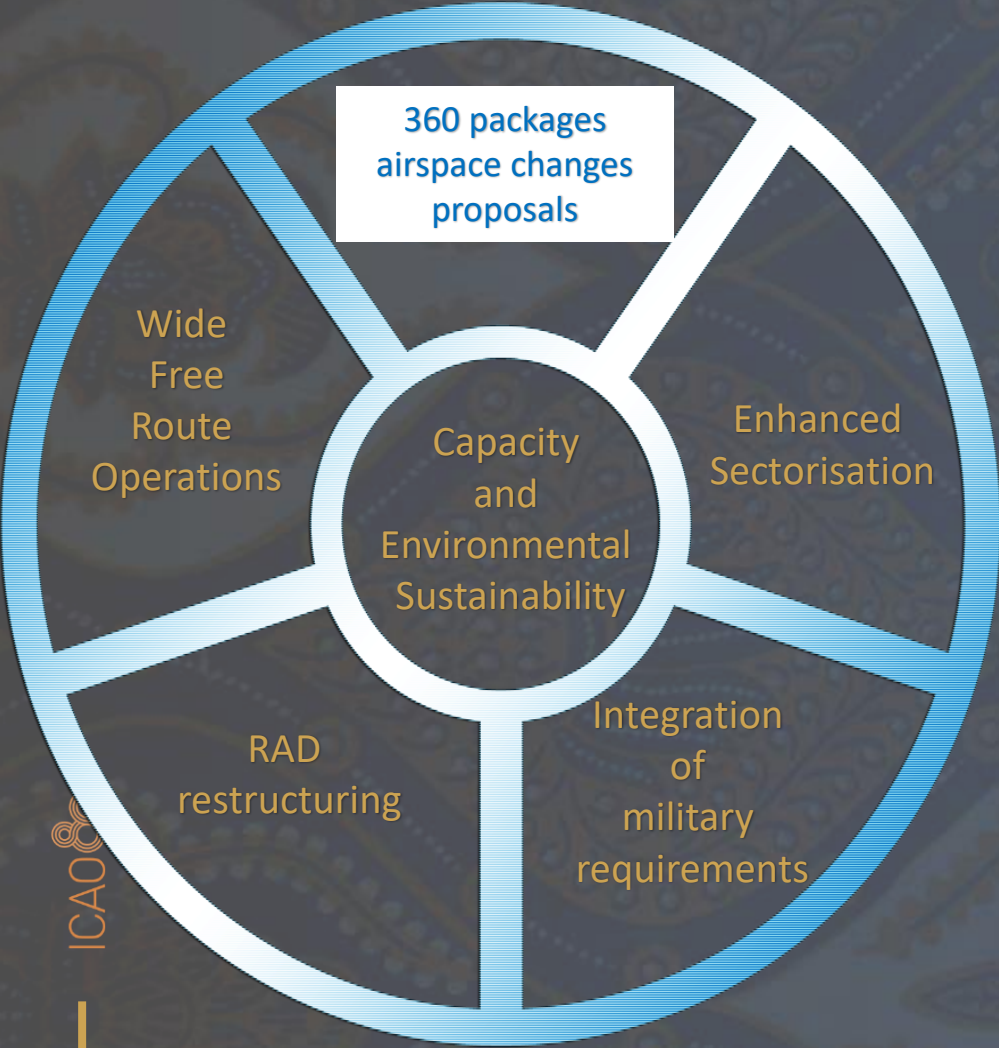 360 packages
airspace changes
proposals
Wide
Free
Route
Operations
Enhanced
Sectorisation
Capacity
and
Environmental
Sustainability
RAD
restructuring
Integration
of
military
requirements
ICAO